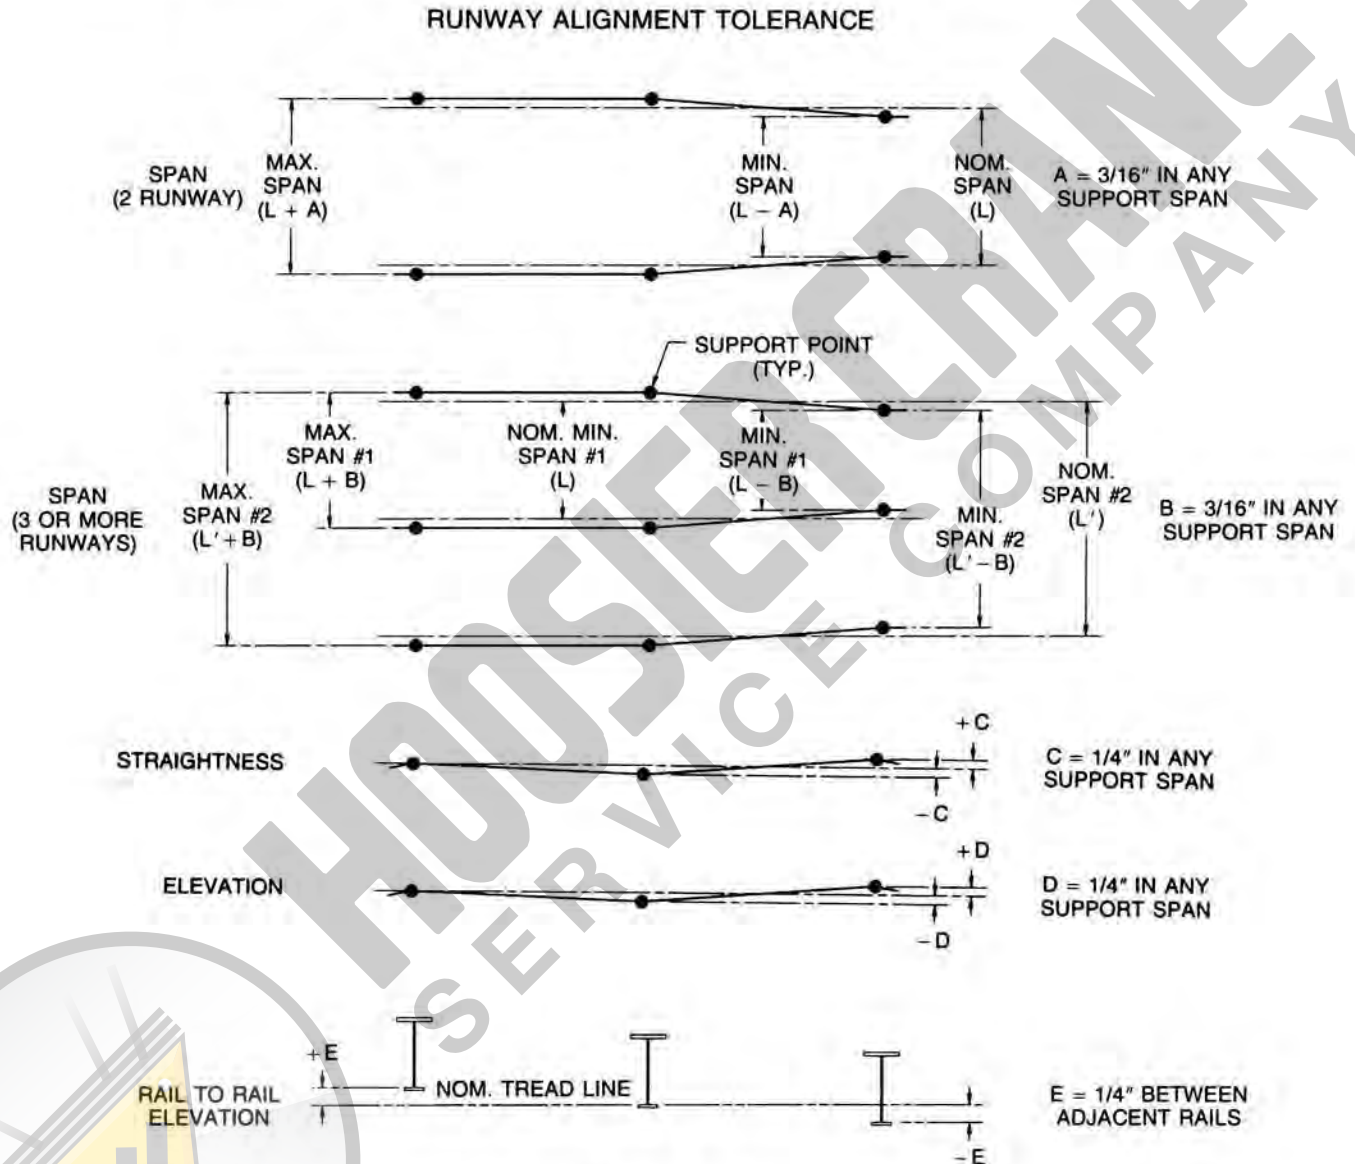 RUNWAY ALIGNMENT TOLERANCE
SPAN
(2 RUNWAY)
MAX.
SPAN
(L + A)
MIN.
SPAN
(L – A)
NOM.
SPAN
(L)
A = 3/16" IN ANY
SUPPORT SPAN
SUPPORT POINT
(TYP.)
SPAN
(3 OR MORE
RUNWAYS)
MAX.
SPAN #2
(L' + B)
MAX.
SPAN #1
(L + B)
NOM. MIN.
SPAN #1
(L)
MIN.
SPAN #1
(L – B)
MIN.
SPAN #2
(L' – B)
NOM.
SPAN #2
(L')
B = 3/16" IN ANY
SUPPORT SPAN
STRAIGHTNESS
+C
–C
C = 1/4" IN ANY
SUPPORT SPAN
ELEVATION
+D
–D
D = 1/4" IN ANY
SUPPORT SPAN
RAIL TO RAIL
ELEVATION
+E
NOM. TREAD LINE
–E
E = 1/4" BETWEEN
ADJACENT RAILS
HOOSIER CRANE
SERVICE COMPANY